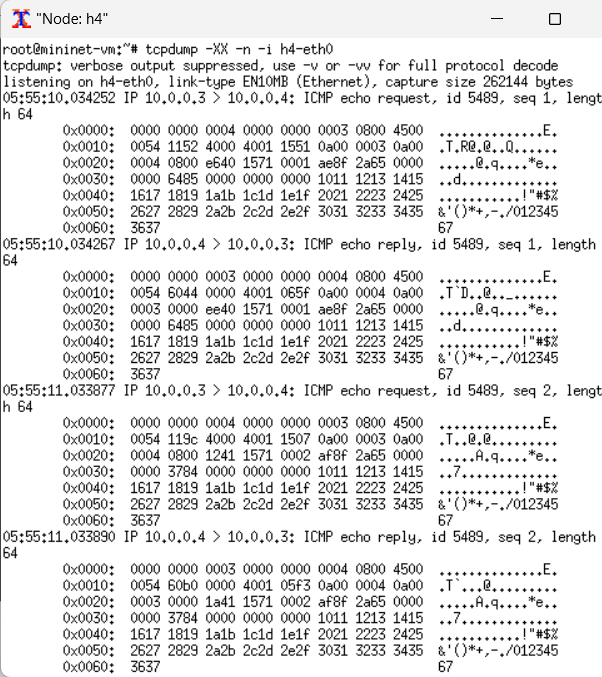 "Node: h4"
root@mininet-vm:~# tcpdump -XX -n -i h4-eth0
tcpdump: verbose output suppressed, use -v or -vv for full protocol decode
listening on h4-eth0, link-type EN10MB (Ethernet), capture size 262144 bytes
05:55:10.034252 IP 10.0.0.3 > 10.0.0.4: ICMP echo request, id 5489, seq 1, lengt
h 64
0x0000: 0000 0000 0004 0000 0000 0003 0800 4500 ..............E.
0x0010: 0054 1152 4000 4001 1551 0a00 0003 0a00 .T.R@.@..Q......
0x0020: 0004 0800 e640 1571 0001 ae8f 2a65 0000 .....@.q....*e..
0x0030: 0000 6485 0000 0000 0000 1011 1213 1415 ..d.............
0x0040: 1617 1819 1a1b 1c1d 1e1f 2021 2223 2425 ...........!"#$%
0x0050: 2627 2829 2a2b 2c2d 2e2f 3031 3233 3435 &'()*+,-./012345
0x0060: 3637 67
05:55:10.034267 IP 10.0.0.4 > 10.0.0.3: ICMP echo reply, id 5489, seq 1, length
64
0x0000: 0000 0000 0003 0000 0000 0004 0800 4500 ..............E.
0x0010: 0054 6044 0000 4001 065f 0a00 0004 0a00 .T`D..@.._......
0x0020: 0003 0000 ee40 1571 0001 ae8f 2a65 0000 .....@.q....*e..
0x0030: 0000 6485 0000 0000 0000 1011 1213 1415 ..d.............
0x0040: 1617 1819 1a1b 1c1d 1e1f 2021 2223 2425 ...........!"#$%
0x0050: 2627 2829 2a2b 2c2d 2e2f 3031 3233 3435 &'()*+,-./012345
0x0060: 3637 67
05:55:11.033877 IP 10.0.0.3 > 10.0.0.4: ICMP echo request, id 5489, seq 2, lengt
h 64
0x0000: 0000 0000 0004 0000 0000 0003 0800 4500 ..............E.
0x0010: 0054 119c 4000 4001 1507 0a00 0003 0a00 .T..@.@.........
0x0020: 0004 0800 1241 1571 0002 af8f 2a65 0000 .....A.q....*e..
0x0030: 0000 3784 0000 0000 0000 1011 1213 1415 ..7.............
0x0040: 1617 1819 1a1b 1c1d 1e1f 2021 2223 2425 ...........!"#$%
0x0050: 2627 2829 2a2b 2c2d 2e2f 3031 3233 3435 &'()*+,-./012345
0x0060: 3637 67
05:55:11.033890 IP 10.0.0.4 > 10.0.0.3: ICMP echo reply, id 5489, seq 2, length
64
0x0000: 0000 0000 0003 0000 0000 0004 0800 4500 ..............E.
0x0010: 0054 60b0 0000 4001 05f3 0a00 0004 0a00 .T`...@.........
0x0020: 0003 0000 1a41 1571 0002 af8f 2a65 0000 .....A.q....*e..
0x0030: 0000 3784 0000 0000 0000 1011 1213 1415 ..7.............
0x0040: 1617 1819 1a1b 1c1d 1e1f 2021 2223 2425 ...........!"#$%
0x0050: 2627 2829 2a2b 2c2d 2e2f 3031 3233 3435 &'()*+,-./012345
0x0060: 3637 67